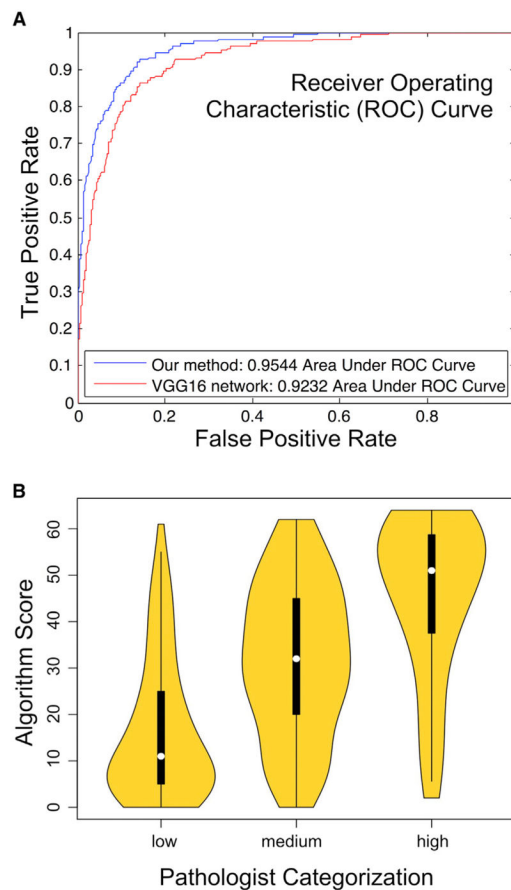 A
Receiver Operating
Characteristic (ROC) Curve
True Positive Rate
1
0.9
0.8
0.7
0.6
0.5
0.4
0.3
0.2
0.1
0
Our method: 0.9544 Area Under ROC Curve
VGG16 network: 0.9232 Area Under ROC Curve
0 0.2 0.4 0.6 0.8
False Positive Rate
B
Algorithm Score
60
50
40
30
20
10
0
low medium high
Pathologist Categorization